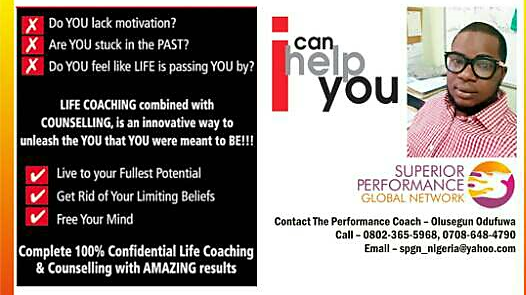 Do YOU lack motivation?
Are YOU stuck in the PAST?
Do YOU feel like LIFE is passing YOU by?
LIFE COACHING combined with
COUNSELLING, is an innovative way to
unleash the YOU that YOU were meant to BE!!!
Live to your Fullest Potential
Get Rid of Your Limiting Beliefs
Free Your Mind
Complete 100% Confidential Life Coaching
& Counselling with AMAZING results
i can
help
you
SUPERIOR
PERFORMANCE
GLOBAL NETWORK
Contact The Performance Coach – Olusegun Odufuwa
Call – 0802-365-5968, 0708-648-4790
Email – spgn_nigeria@yahoo.com